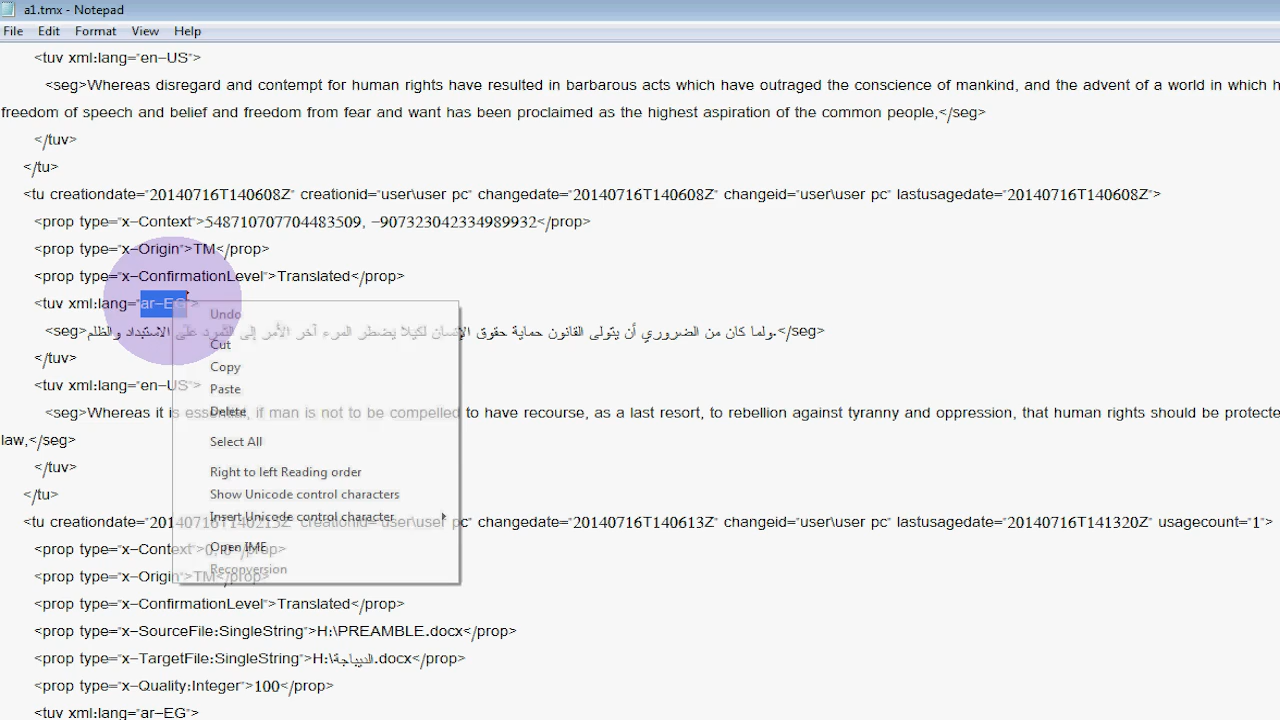 a1.tmx - Notepad
File Edit Format View Help
<tuv xml:lang="en-US">
<seg>Whereas disregard and contempt for human rights have resulted in barbarous acts which have outraged the conscience of mankind, and the advent of a world in which h
freedom of speech and belief and freedom from fear and want has been proclaimed as the highest aspiration of the common people,</seg>
</tuv>
</tu>
<tu creationdate="20140716T140608Z" creationid="user\user pc" changedate="20140716T140608Z" changeid="user\user pc" lastusagedate="20140716T140608Z">
<prop type="x-Context">548710707704483509, -907323042334989932</prop>
<prop type="x-Origin">TM</prop>
<prop type="x-ConfirmationLevel">Translated</prop>
<tuv xml:lang="ar-EG">
<seg>ولما كان من الضروري أن يتولى القانون حماية حقوق الإنسان لكيلا يضطر المرء آخر الأمر إلى التمرد على الاستبداد والظلم.</seg>
</tuv>
<tuv xml:lang="en-US">
<seg>Whereas it is essential, if man is not to be compelled to have recourse, as a last resort, to rebellion against tyranny and oppression, that human rights should be protecte
law,</seg>
</tuv>
</tu>
<tu creationdate="20140716T140213Z" creationid="user\user pc" changedate="20140716T140613Z" changeid="user\user pc" lastusagedate="20140716T141320Z" usagecount="1">
<prop type="x-Context">0, 0</prop>
<prop type="x-Origin">TM</prop>
<prop type="x-ConfirmationLevel">Translated</prop>
<prop type="x-SourceFile:SingleString">H:\PREAMBLE.docx</prop>
<prop type="x-TargetFile:SingleString">H:\الديباجة.docx</prop>
<prop type="x-Quality:Integer">100</prop>
<tuv xml:lang="ar-EG">
Undo
Cut
Copy
Paste
Delete
Select All
Right to left Reading order
Show Unicode control characters
Insert Unicode control character
Open IME
Reconversion